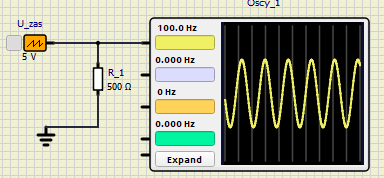 Oscy_1
U_zas
5 V
R_1
500 Ω
100.0 Hz
0.000 Hz
0 Hz
0.000 Hz
Expand